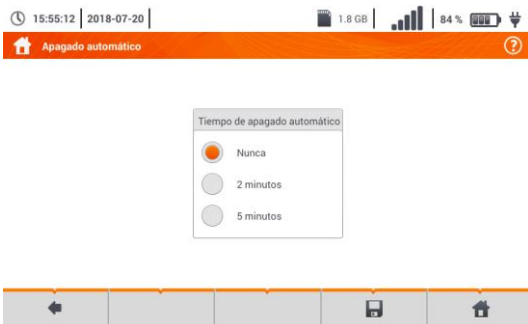 15:55:12 2018-07-20 1.8 GB 84 %
Apagado automático
Tiempo de apagado automático
Nunca
2 minutos
5 minutos